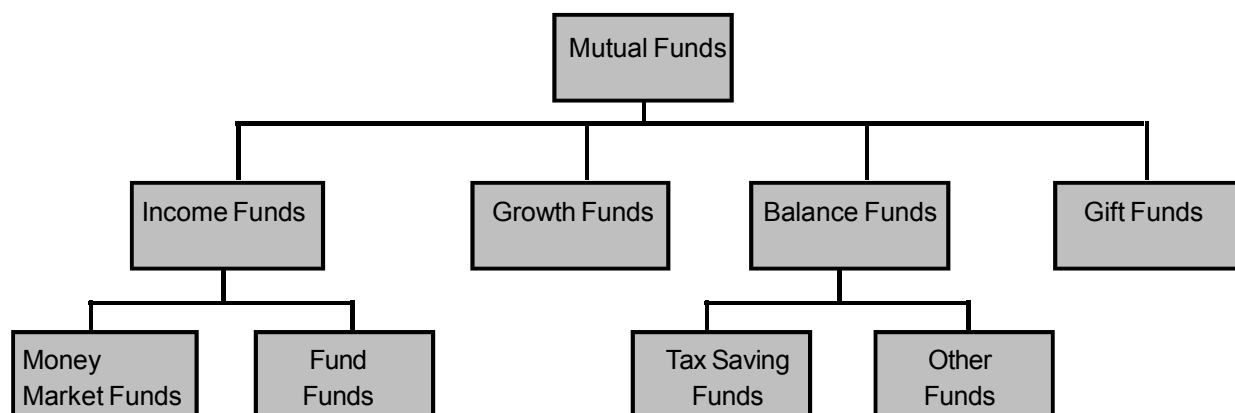 Mutual Funds
Income Funds
Growth Funds
Balance Funds
Gift Funds
Money
Market Funds
Fund
Funds
Tax Saving
Funds
Other
Funds